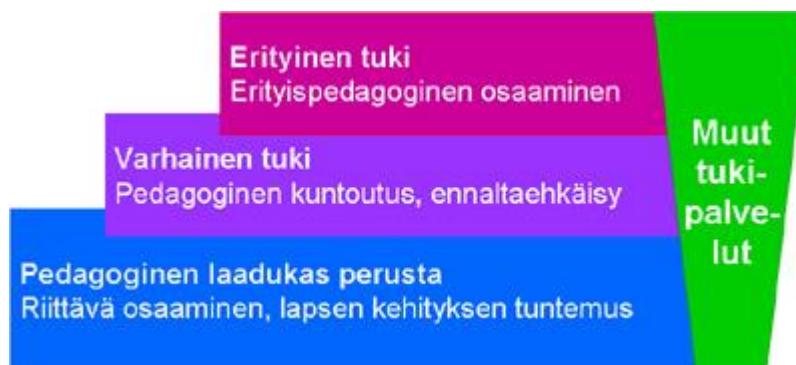 Erityinen tuki
Erityispedagoginen osaaminen
Varhainen tuki
Pedagoginen kuntoutus, ennaltaehkäisy
Pedagoginen laadukas perusta
Riittävä osaaminen, lapsen kehityksen tuntemus
Muut
tuki-
palve-
lut